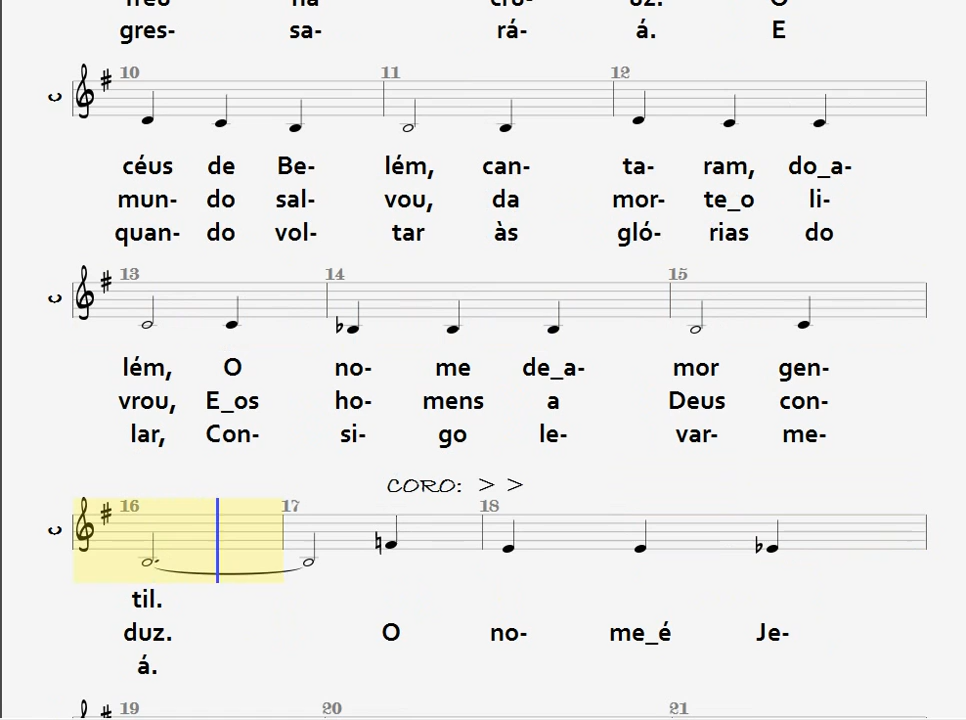 gres- sa- rá- á. E
10 11 12
céus de Be- lém, can- ta- ram, do_a-
mun- do sal- vou, da mor- te_o li-
quan- do vol- tar às gló- rias do
13 14 15
lém, O no- me de_a- mor gen-
vrou, E_os ho- mens a Deus con-
lar, Con- si- go le- var- me-
CORO: > >
16 17 18
til.
duz. O no- me_é Je-
á.
19 20 21